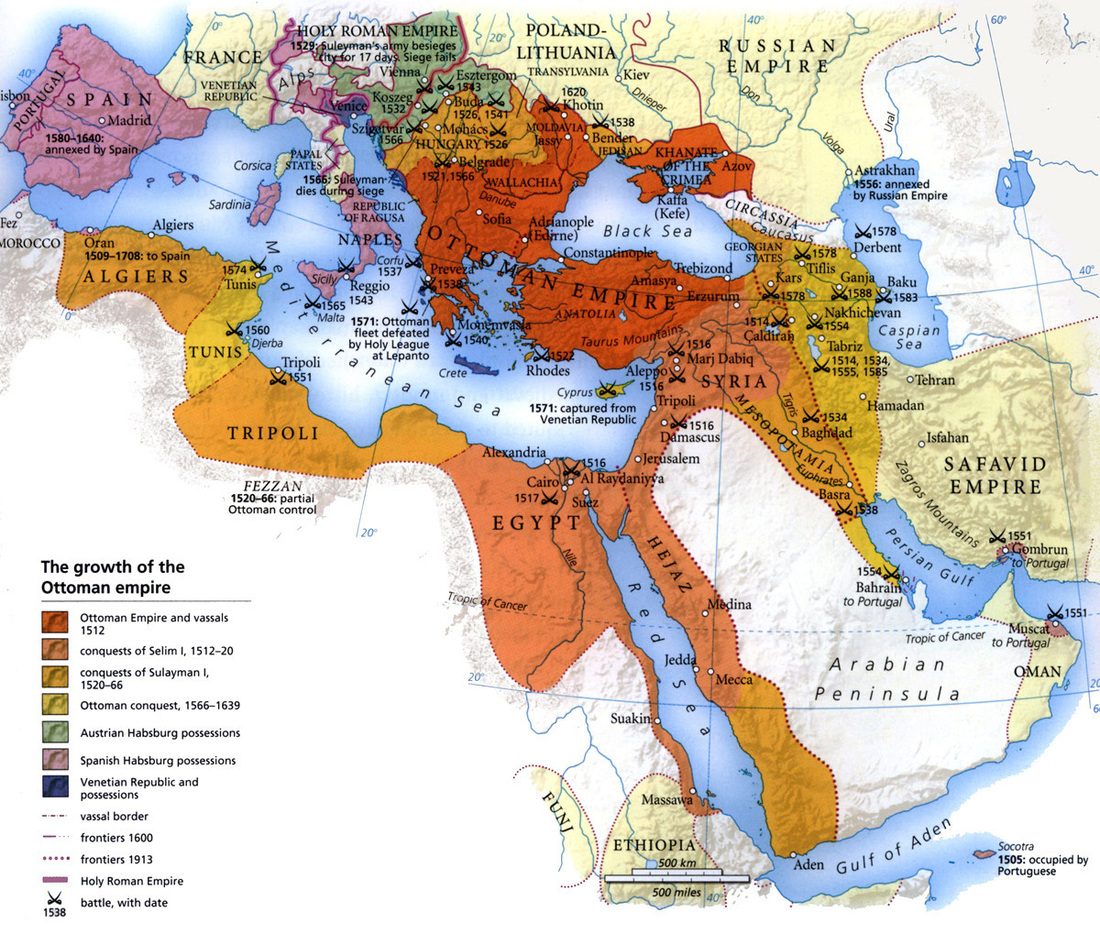 HOLY ROMAN EMPIRE
1529: Suleyman's army besieges
city for 17 days. Siege fails
FRANCE
Alps
Vienna
VENETIAN
REPUBLIC
Venice
POLAND-
LITHUANIA
TRANSYLVANIA
RUSSIAN
EMPIRE
0°
20°
40°
60°
Kiev
Dnieper
Don
Volga
Ural
40°
PORTUGAL
isbon
SPAIN
Madrid
1580–1640:
annexed by Spain
Esztergom
1543
Koszeg
1532
Buda
1526, 1541
Szigetvár
1566
Mohács
HUNGARY 1526
Belgrade
1521, 1566
1620
Khotin
MOLDAVIA
Jassy
1538
Bender
JEDISAN
KHANATE
OF THE
CRIMEA
Azov
Kaffa
(Kefe)
Astrakhan
1556: annexed
by Russian Empire
Corsica
PAPAL
STATES
1566: Suleyman
dies during siege
Sardinia
REPUBLIC
OF RAGUSA
NAPLES
WALLACHIA
Danube
Sofia
Adrianople
(Edirne)
Constantinople
Black Sea
CIRCASSIA
Caucasus
GEORGIAN
STATES
1578
Derbent
1578
Tiflis
40°
Fez
MOROCCO
Oran
1509–1708: to Spain
Algiers
ALGIERS
0°
1574
Tunis
Sicily
Reggio
1543
1565
Malta
Corfu
1537
Preveza
1538
OTTOMAN EMPIRE
Amasya
Trebizond
Erzurum
ANATOLIA
Taurus Mountains
Kars
1578
Ganja
1588
Baku
1583
Nakhichevan
1554
1514
Caldiran
Tabriz
1514, 1534,
1555, 1585
Caspian
Sea
1560
Djerba
TUNIS
Mediterranean Sea
1571: Ottoman
fleet defeated
by Holy League
at Lepanto
Monemvasia
1540
Crete
1522
Rhodes
Cyprus
1571: captured from
Venetian Republic
1516
Marj Dabiq
Aleppo
1516
SYRIA
Tripoli
1516
Damascus
Jerusalem
MESOPOTAMIA
Tigris
Euphrates
1534
Baghdad
Basra
1538
Tehran
Hamadan
Isfahan
SAFAVID
EMPIRE
Zagros Mountains
Tripoli
1551
TRIPOLI
FEZZAN
1520–66: partial
Ottoman control
20°
Alexandria
1516
Cairo
Al Raydaniyya
1517
Suez
EGYPT
Nile
Tropic of Cancer
HEJAZ
Red Sea
Medina
Jedda
Mecca
Persian Gulf
1551
Gombrun
to Portugal
1554
Bahrain
to Portugal
1551
Muscat
to Portugal
Tropic of Cancer
OMAN
Arabian
Peninsula
20°
20
6
Suakin
Massawa
FUNJ
ETHIOPIA
500 km
500 miles
40°
Aden
Gulf of Aden
Socotra
1505: occupied by
Portuguese
The growth of the
Ottoman empire
Ottoman Empire and vassals
1512
conquests of Selim I, 1512–20
conquests of Sulayman I,
1520–66
Ottoman conquest, 1566–1639
Austrian Habsburg possessions
Spanish Habsburg possessions
Venetian Republic and
possessions
vassal border
frontiers 1600
frontiers 1913
Holy Roman Empire
battle, with date
1538